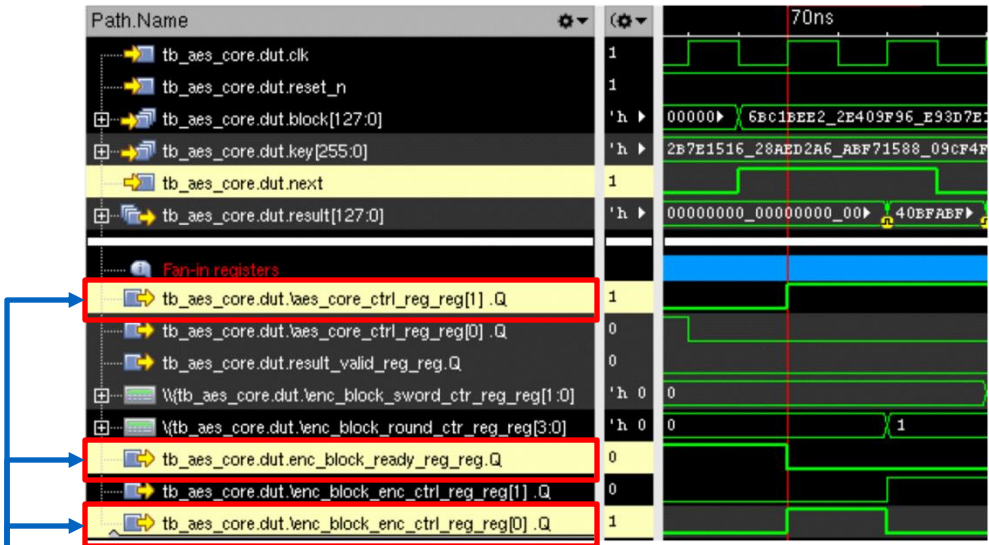 Path.Name
70ns
tb_aes_core.dut.clk 1
tb_aes_core.dut.reset_n 1
tb_aes_core.dut.block[127:0] 'h 00000 6BC1BEE2_2E409F96_E93D7E1
tb_aes_core.dut.key[255:0] 'h 2B7E1516_28AED2A6_ABF71588_09CF4F
tb_aes_core.dut.next 1
tb_aes_core.dut.result[127:0] 'h 00000000_00000000_00 40BFABF
Fan-in registers
tb_aes_core.dut.\aes_core_ctrl_reg_reg[1] .Q 1
tb_aes_core.dut.\aes_core_ctrl_reg_reg[0] .Q 0
tb_aes_core.dut.result_valid_reg_reg.Q 0
\\{tb_aes_core.dut.\enc_block_sword_ctr_reg_reg[1:0] 'h 0 0
\{tb_aes_core.dut.\enc_block_round_ctr_reg_reg[3:0] 'h 0 0 1
tb_aes_core.dut.enc_block_ready_reg_reg.Q 0
tb_aes_core.dut.\enc_block_enc_ctrl_reg_reg[1] .Q 0
tb_aes_core.dut.\enc_block_enc_ctrl_reg_reg[0] .Q 1